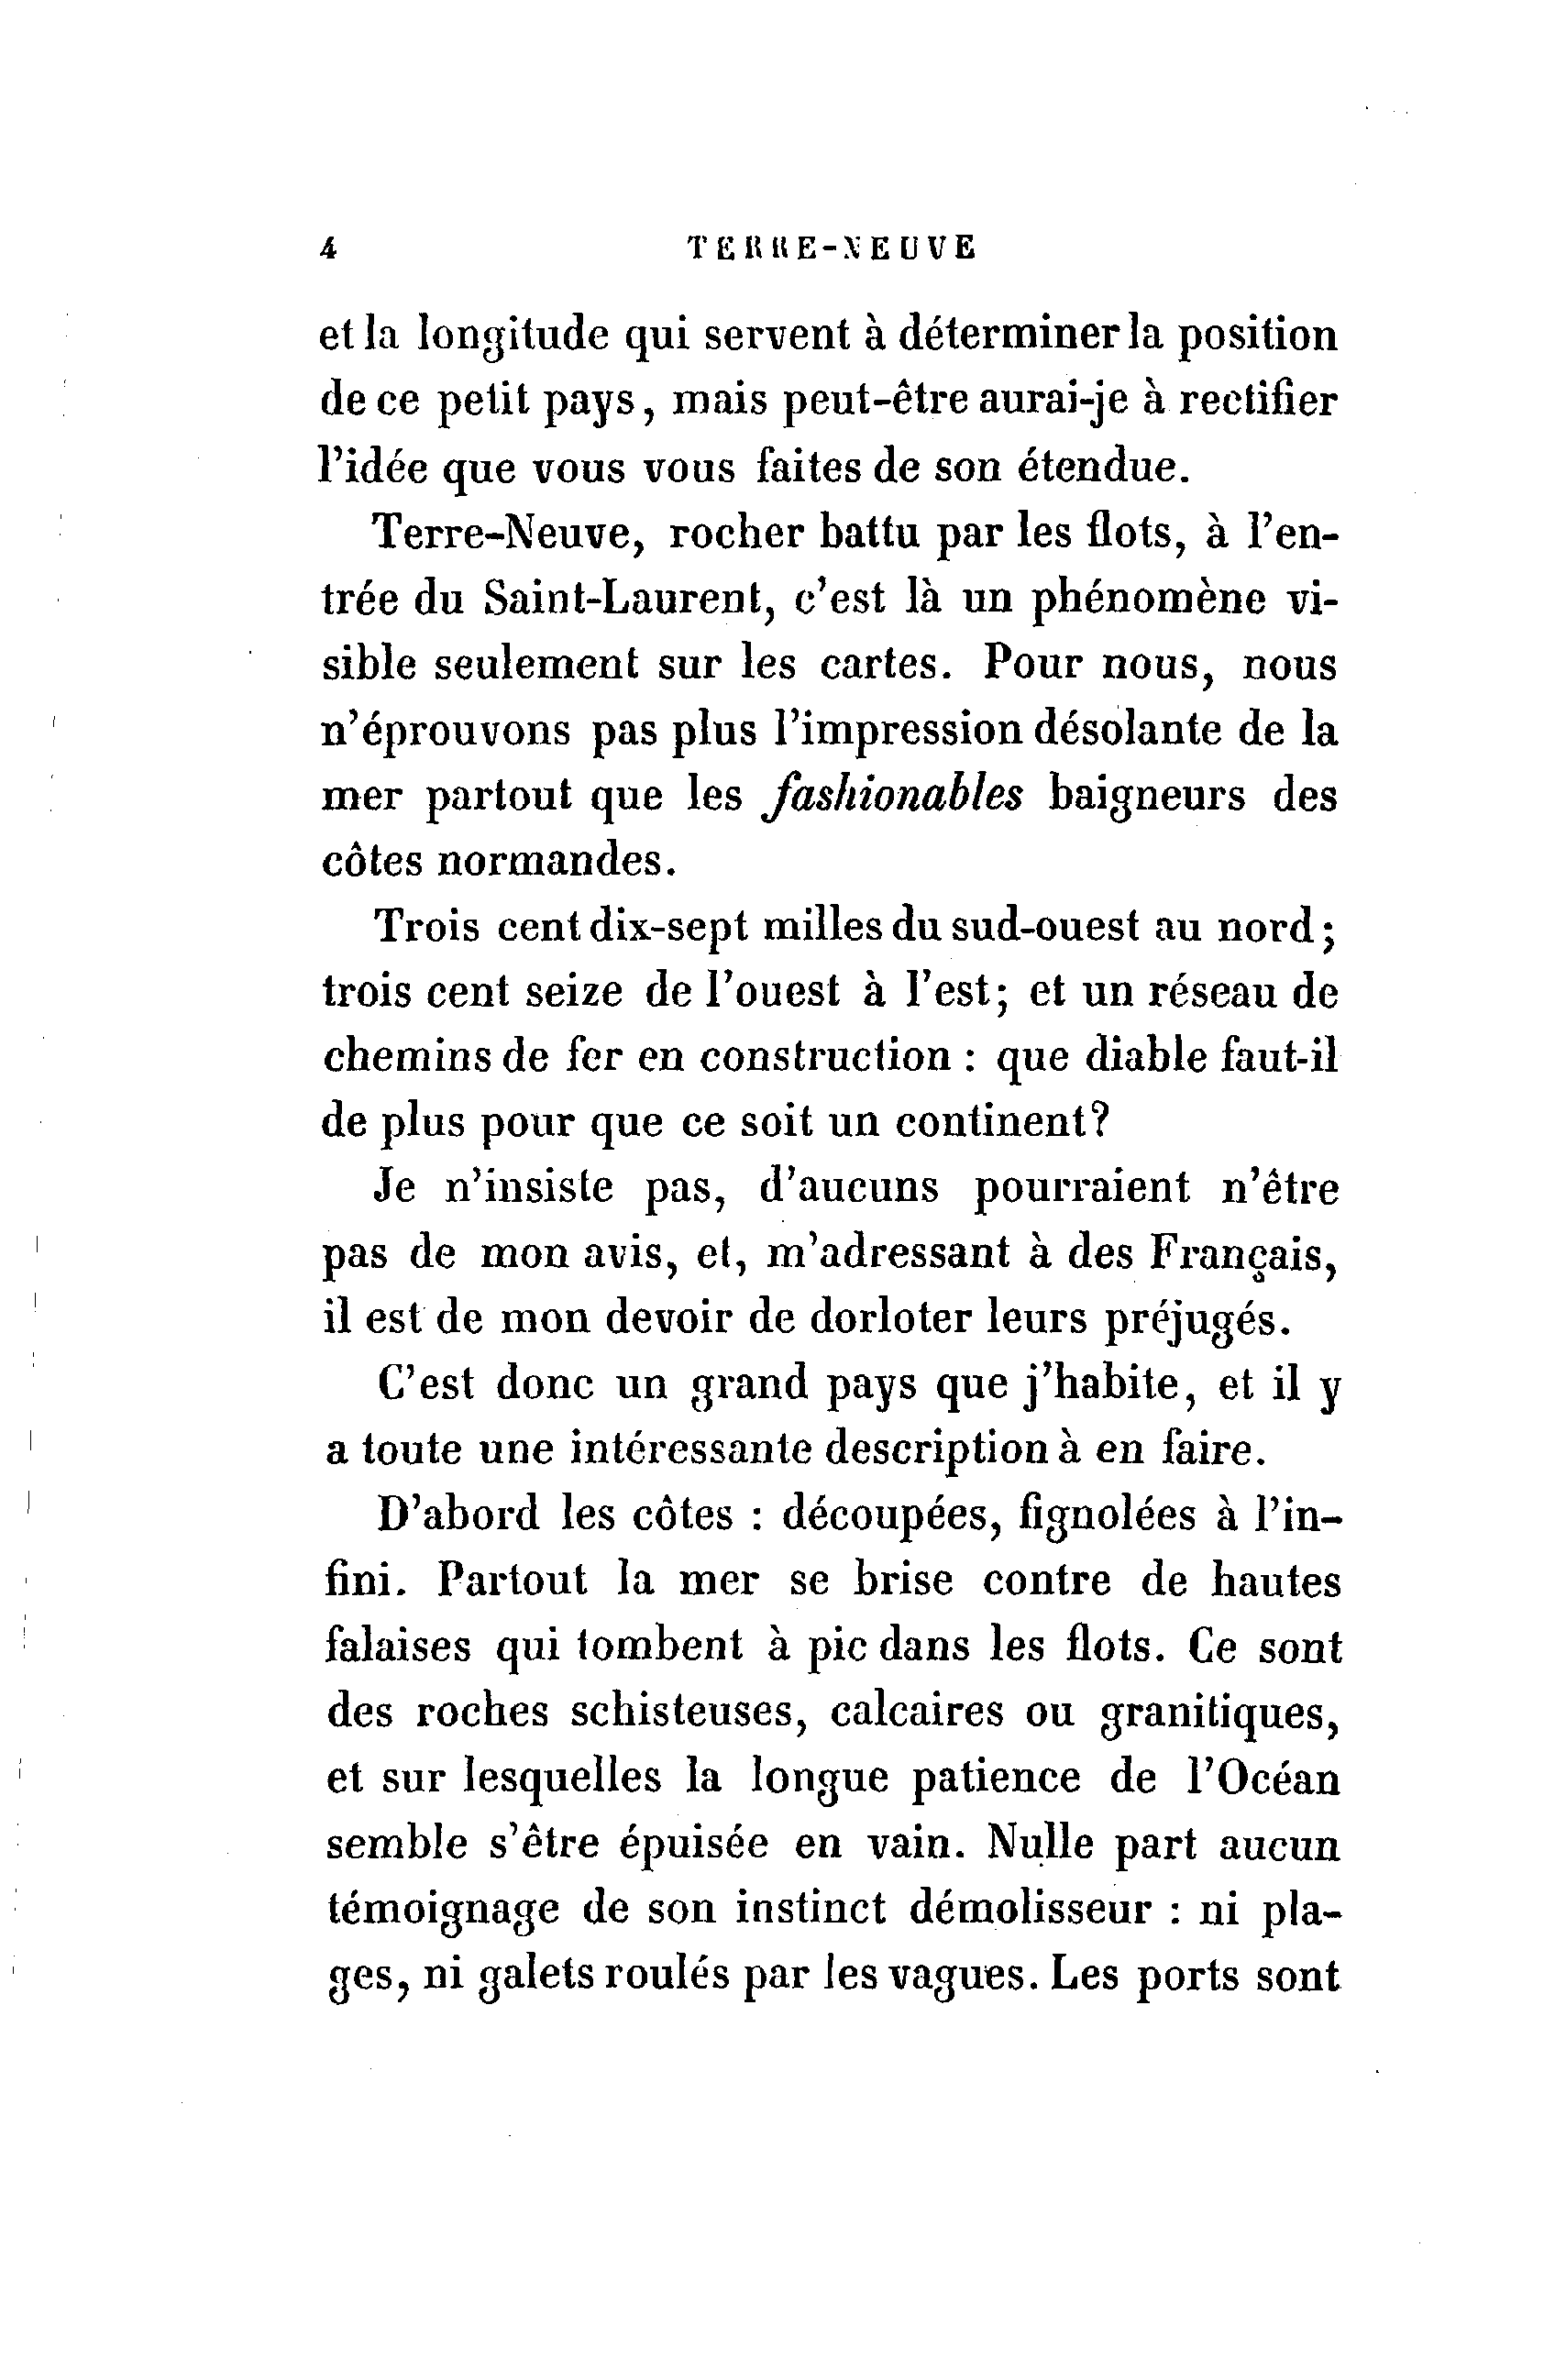 4 TERRE-NEUVE
et la longitude qui servent à déterminer la position
de ce petit pays, mais peut-être aurai-je à rectifier
l'idée que vous vous faites de son étendue.
Terre-Neuve, rocher battu par les flots, à l'en-
trée du Saint-Laurent, c'est là un phénomène vi-
sible seulement sur les cartes. Pour nous, nous
n'éprouvons pas plus l'impression désolante de la
mer partout que les fashionables baigneurs des
côtes normandes.
Trois cent dix-sept milles du sud-ouest au nord;
trois cent seize de l'ouest à l'est; et un réseau de
chemins de fer en construction : que diable faut-il
de plus pour que ce soit un continent?
Je n'insiste pas, d'aucuns pourraient n'être
pas de mon avis, et, m'adressant à des Français,
il est de mon devoir de dorloter leurs préjugés.
C'est donc un grand pays que j'habite, et il y
a toute une intéressante description à en faire.
D'abord les côtes : découpées, fignolées à l'in-
fini. Partout la mer se brise contre de hautes
falaises qui tombent à pic dans les flots. Ce sont
des roches schisteuses, calcaires ou granitiques,
et sur lesquelles la longue patience de l'Océan
semble s'être épuisée en vain. Nulle part aucun
témoignage de son instinct démolisseur : ni pla-
ges, ni galets roulés par les vagues. Les ports sont